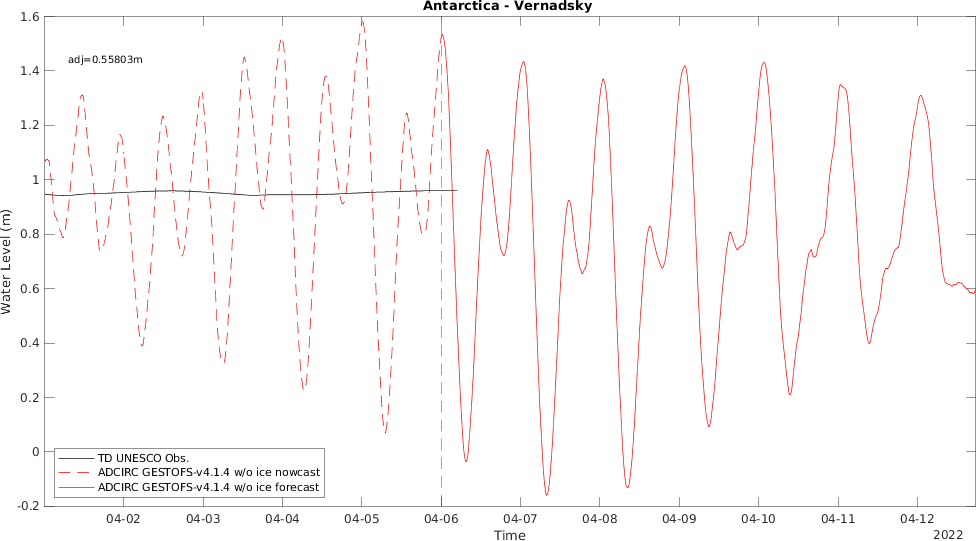 Antarctica - Vernadsky
1.6
1.4
1.2
1
0.8
0.6
0.4
0.2
0
-0.2
Water Level (m)
adj=0.55803m
TD UNESCO Obs.
ADCIRC GESTOFS-v4.1.4 w/o ice nowcast
ADCIRC GESTOFS-v4.1.4 w/o ice forecast
04-02 04-03 04-04 04-05 04-06 04-07 04-08 04-09 04-10 04-11 04-12
Time
2022